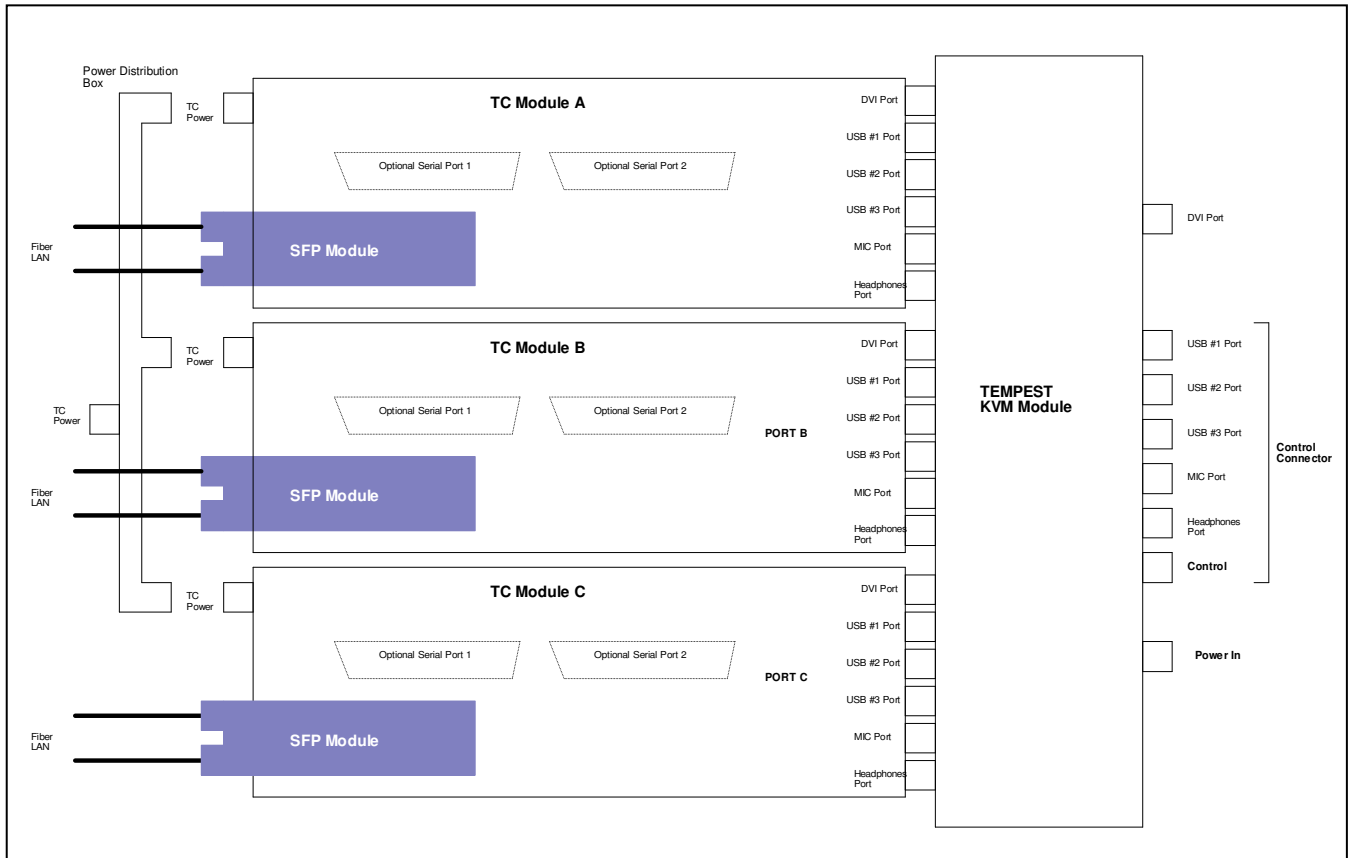 Power Distribution
Box
TC
Power
TC Module A
Optional Serial Port 1
Optional Serial Port 2
DVI Port
USB #1 Port
USB #2 Port
USB #3 Port
MIC Port
Headphones
Port
Fiber
LAN
SFP Module
TC
Power
TC Module B
Optional Serial Port 1
Optional Serial Port 2
PORT B
DVI Port
USB #1 Port
USB #2 Port
USB #3 Port
MIC Port
Headphones
Port
TC
Power
Fiber
LAN
SFP Module
TC
Power
TC Module C
Optional Serial Port 1
Optional Serial Port 2
PORT C
DVI Port
USB #1 Port
USB #2 Port
USB #3 Port
MIC Port
Headphones
Port
Fiber
LAN
SFP Module
TEMPEST
KVM Module
DVI Port
USB #1 Port
USB #2 Port
USB #3 Port
MIC Port
Headphones
Port
Control
Control
Connector
Power In